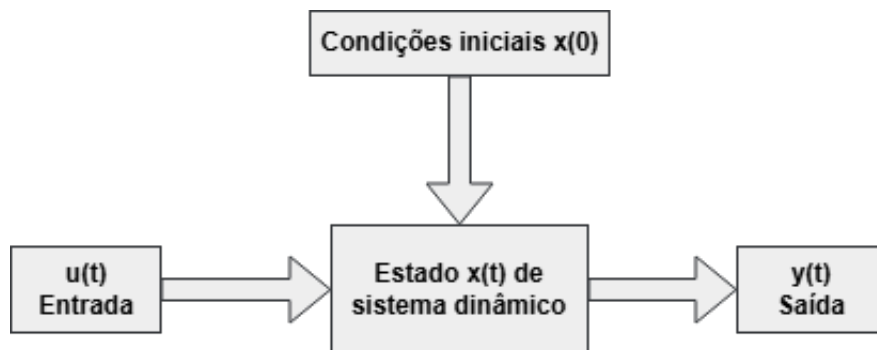 Condições iniciais x(0)
u(t)
Entrada
Estado x(t) de
sistema dinâmico
y(t)
Saída